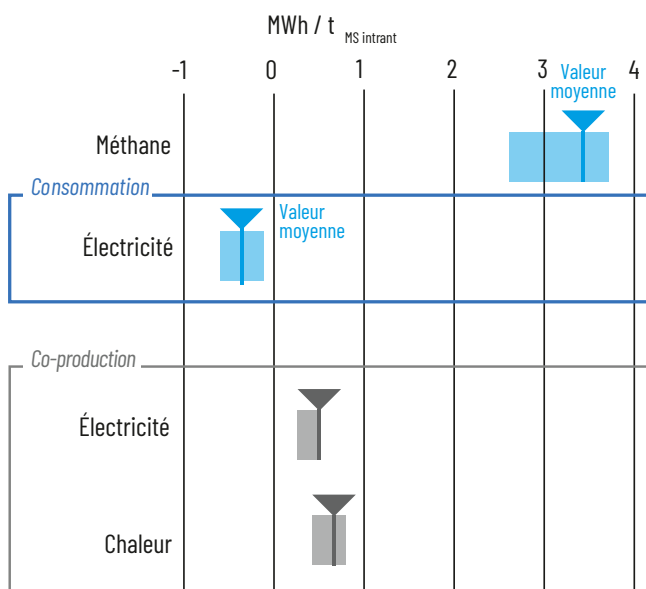 MWh / t MS intrant
-1 0 1 2 3 4
Valeur
moyenne
Méthane
Consommation
Valeur
moyenne
Électricité
Co-production
Électricité
Chaleur